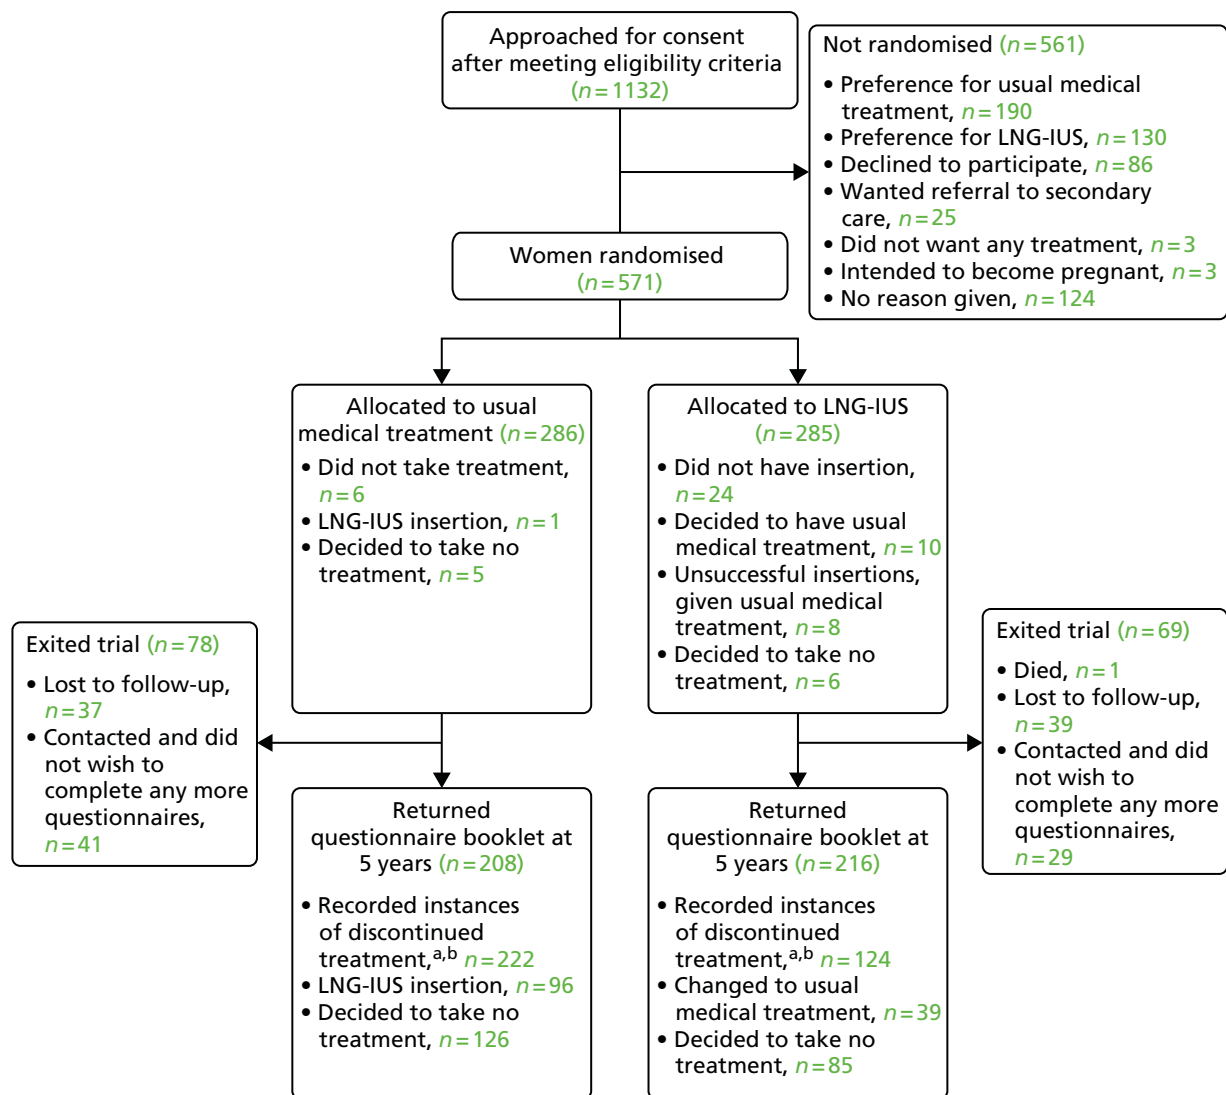 Approached for consent
after meeting eligibility criteria
(n=1132)
Not randomised (n=561)
• Preference for usual medical
treatment, n=190
• Preference for LNG-IUS, n=130
• Declined to participate, n=86
• Wanted referral to secondary
care, n=25
• Did not want any treatment, n=3
• Intended to become pregnant, n=3
• No reason given, n=124
Women randomised
(n=571)
Allocated to usual
medical treatment (n=286)
• Did not take treatment,
n=6
• LNG-IUS insertion, n=1
• Decided to take no
treatment, n=5
Allocated to LNG-IUS
(n=285)
• Did not have insertion,
n=24
• Decided to have usual
medical treatment, n=10
• Unsuccessful insertions,
given usual medical
treatment, n=8
• Decided to take no
treatment, n=6
Exited trial (n=78)
• Lost to follow-up,
n=37
• Contacted and did
not wish to
complete any more
questionnaires,
n=41
Exited trial (n=69)
• Died, n=1
• Lost to follow-up,
n=39
• Contacted and did
not wish to
complete any more
questionnaires,
n=29
Returned
questionnaire booklet at
5 years (n=208)
• Recorded instances
of discontinued
treatment,a,b n=222
• LNG-IUS insertion, n=96
• Decided to take no
treatment, n=126
Returned
questionnaire booklet at
5 years (n=216)
• Recorded instances
of discontinued
treatment,a,b n=124
• Changed to usual
medical treatment, n=39
• Decided to take no
treatment, n=85